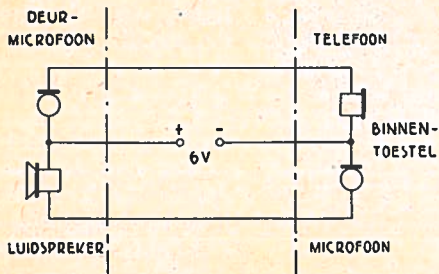 DEUR-
MICROFOON
TELEFOON
+ -
6V
BINNEN-
TOESTEL
LUIDSPREKER
MICROFOON